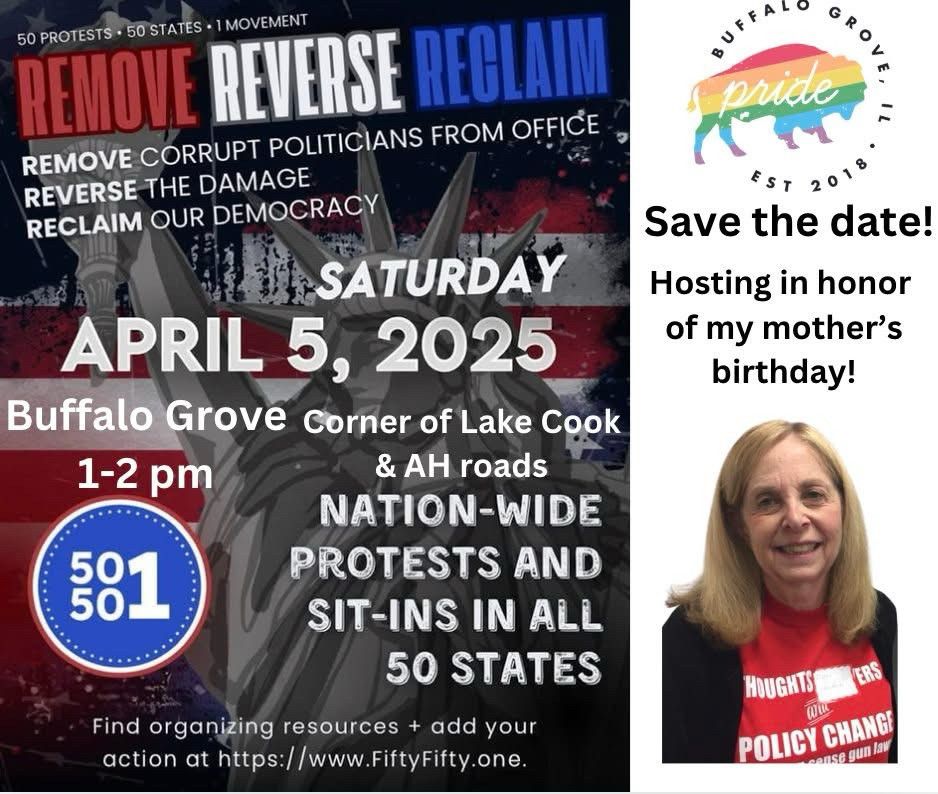 50 PROTESTS • 50 STATES • 1 MOVEMENT
REMOVE REVERSE RECLAIM
REMOVE CORRUPT POLITICIANS FROM OFFICE
REVERSE THE DAMAGE
RECLAIM OUR DEMOCRACY
SATURDAY
APRIL 5, 2025
Buffalo Grove
1-2 pm
Corner of Lake Cook
& AH roads
50
50
1
NATION-WIDE
PROTESTS AND
SIT-INS IN ALL
50 STATES
Find organizing resources + add your
action at https://www.FiftyFifty.one.
BUFFALO GROVE, IL •
pride
EST 2018
Save the date!
Hosting in honor
of my mother's
birthday!
THOUGHTS
and
POLICY CHANGE
sense gun